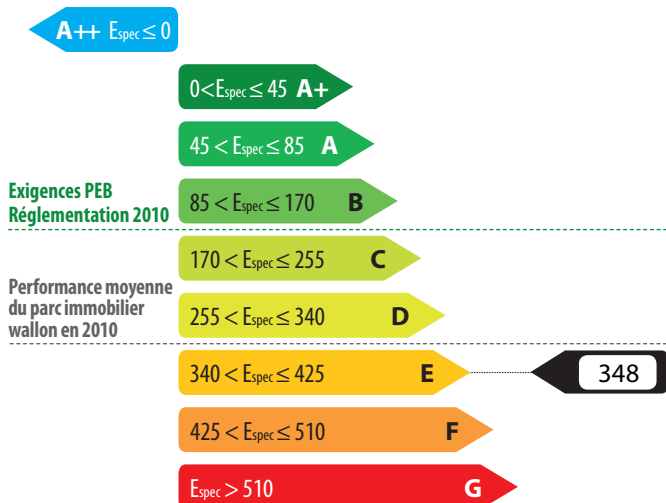 A++ Espec ≤ 0
0<Espec ≤ 45 A+
45 < Espec ≤ 85 A
Exigences PEB
Réglementation 2010
85 < Espec ≤ 170 B
170 < Espec ≤ 255 C
Performance moyenne
du parc immobilier
wallon en 2010
255 < Espec ≤ 340 D
340 < Espec ≤ 425 E
348
425 < Espec ≤ 510 F
Espec > 510 G